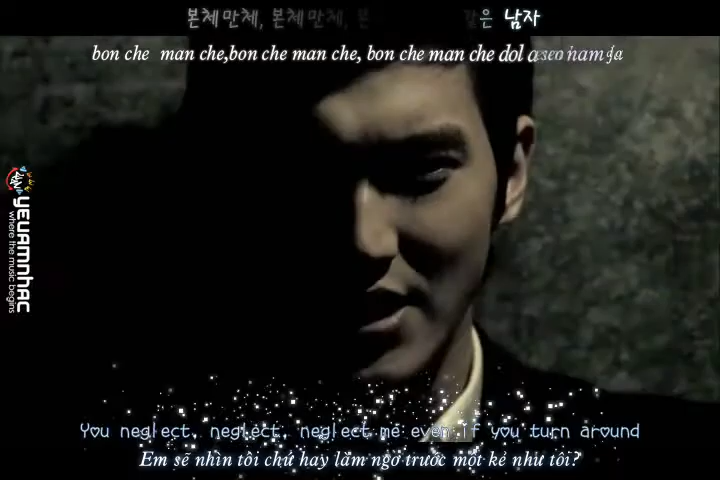 본체만체, 본체만체, 본 같은 남자
bon che man che,bon che man che, bon che man che dol aseo namja
YEUAMNHAC
where the music begins
You neglect, neglect, neglect me even if you turn around
Em sẽ nhìn tôi chứ hay làm ngơ trước một kẻ như tôi?